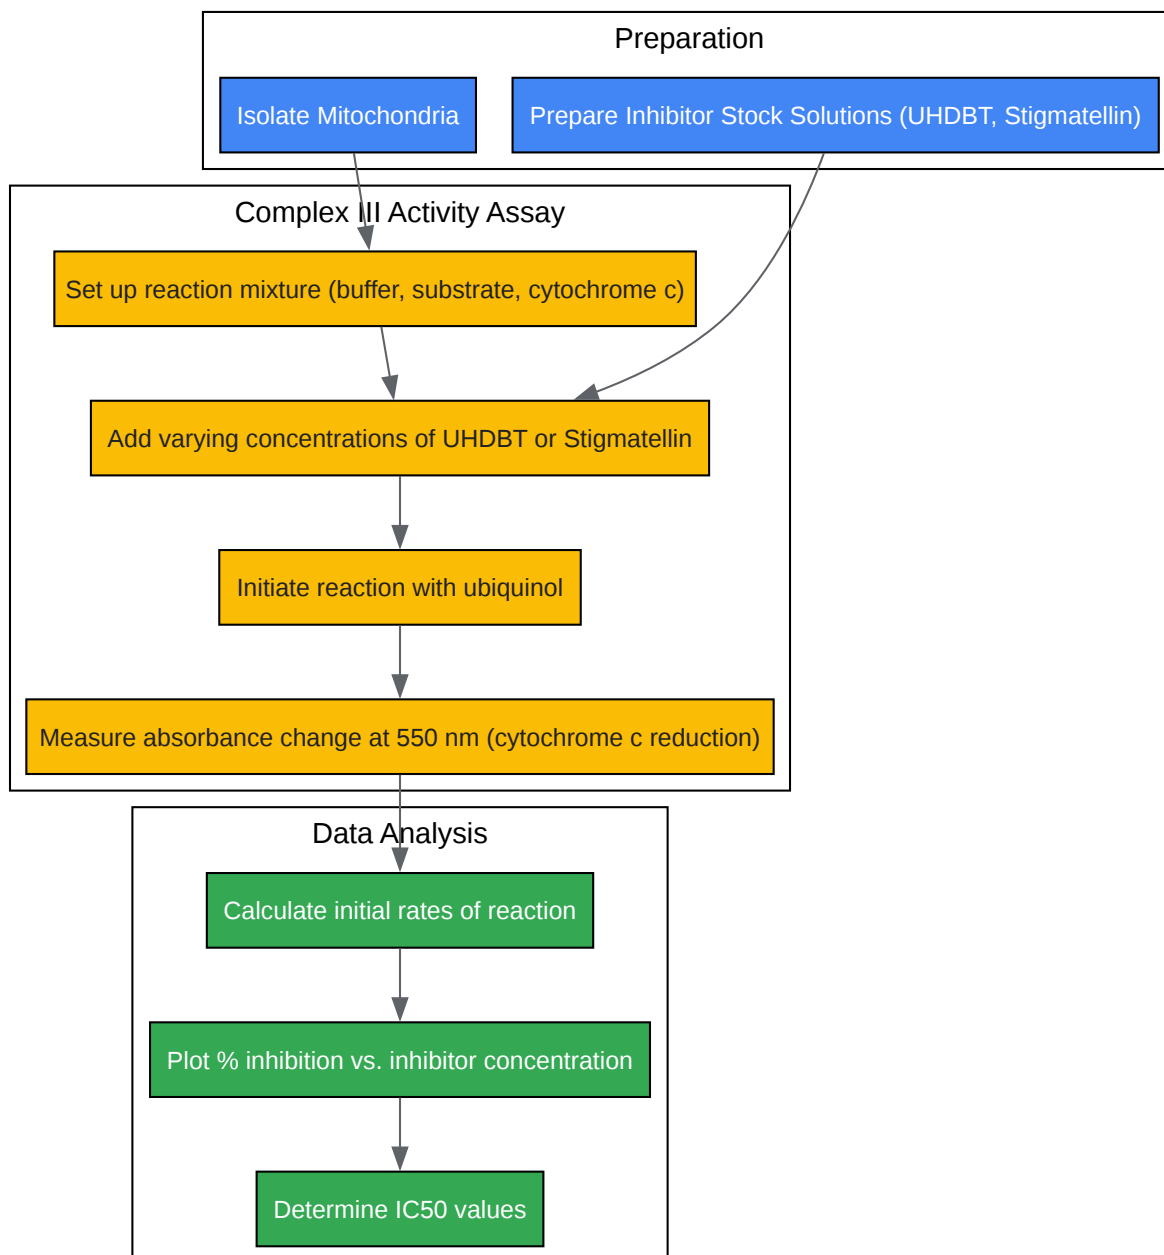 Preparation
Isolate Mitochondria
Prepare Inhibitor Stock Solutions (UHDBT, Stigmatellin)
Complex III Activity Assay
Set up reaction mixture (buffer, substrate, cytochrome c)
Add varying concentrations of UHDBT or Stigmatellin
Initiate reaction with ubiquinol
Measure absorbance change at 550 nm (cytochrome c reduction)
Data Analysis
Calculate initial rates of reaction
Plot % inhibition vs. inhibitor concentration
Determine IC50 values